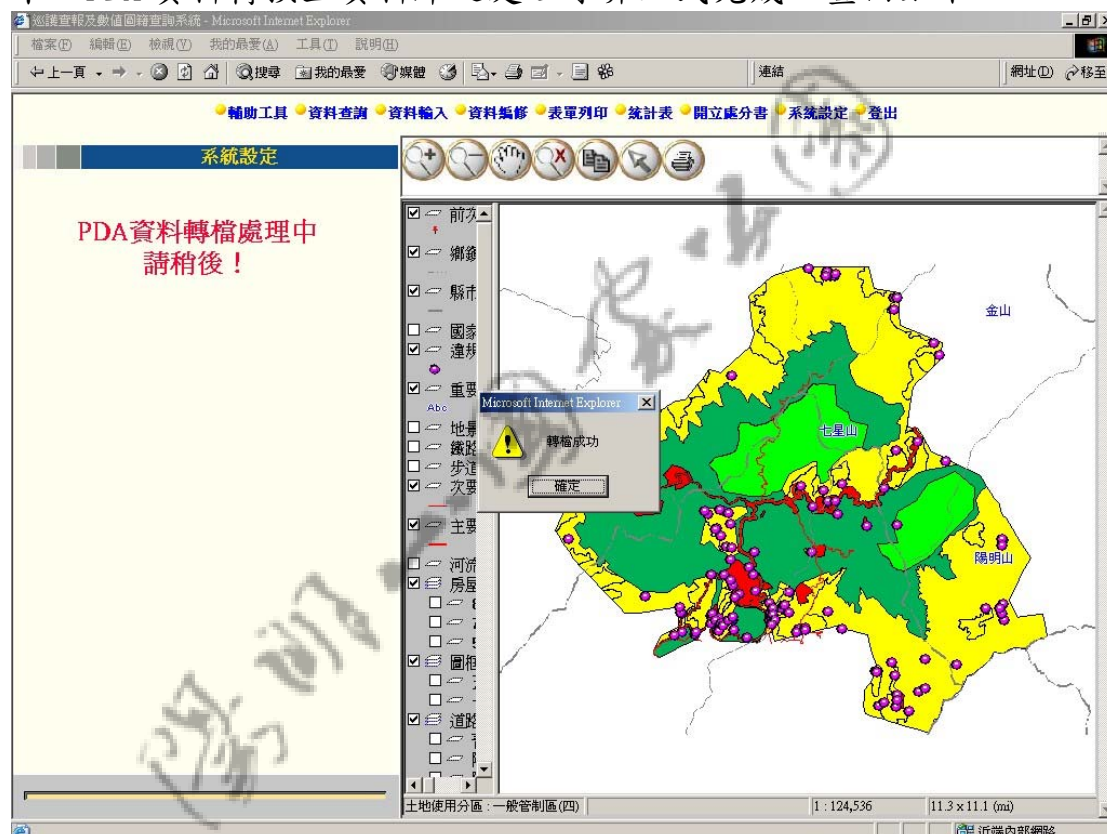 巡護查報及數值圖籍查詢系統 - Microsoft Internet Explorer
檔案(F) 編輯(E) 檢視(V) 我的最愛(A) 工具(T) 說明(H)
上一頁 搜尋 我的最愛 媒體 連結 網址(D) 移至
輔助工具 資料查詢 資料輸入 資料編修 表單列印 統計表 開立處分書 系統設定 登出
系統設定
PDA資料轉檔處理中
請稍後！
前次
鄉鎮
縣市
國家
違規
重要
Abc
地景
鐵路
步道
次要
主要
河流
房屋
圖框
道路
金山
七星山
陽明山
Microsoft Internet Explorer
轉檔成功
確定
土地使用分區 : 一般管制區(四) 1 : 124,536 11.3 x 11.1 (mi)
近端內部網路